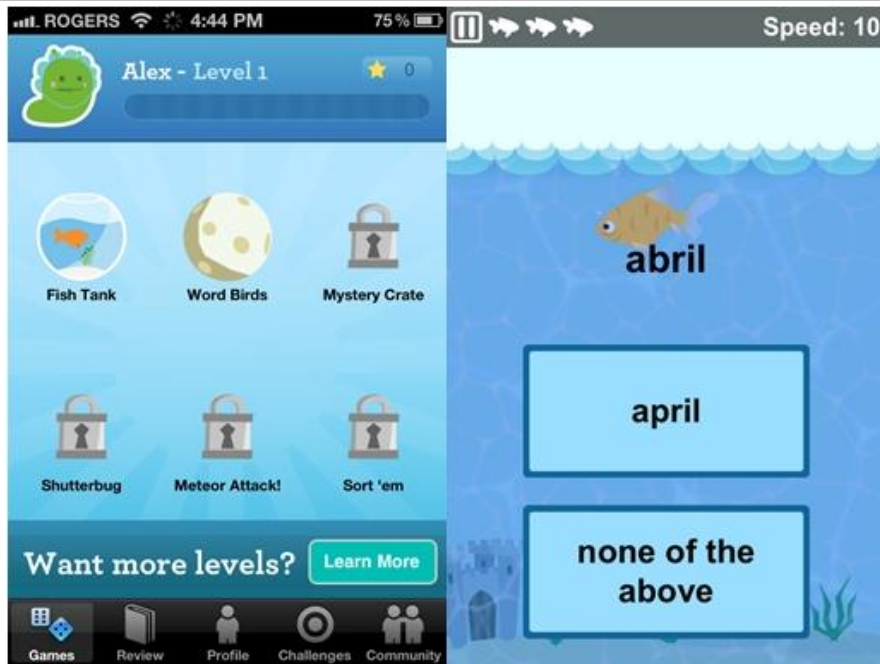 ROGERS 4:44 PM 75%
Alex - Level 1
0
Fish Tank
Word Birds
Mystery Crate
Shutterbug
Meteor Attack!
Sort 'em
Want more levels?
Learn More
Games
Review
Profile
Challenges
Community
Speed: 10
abril
april
none of the
above